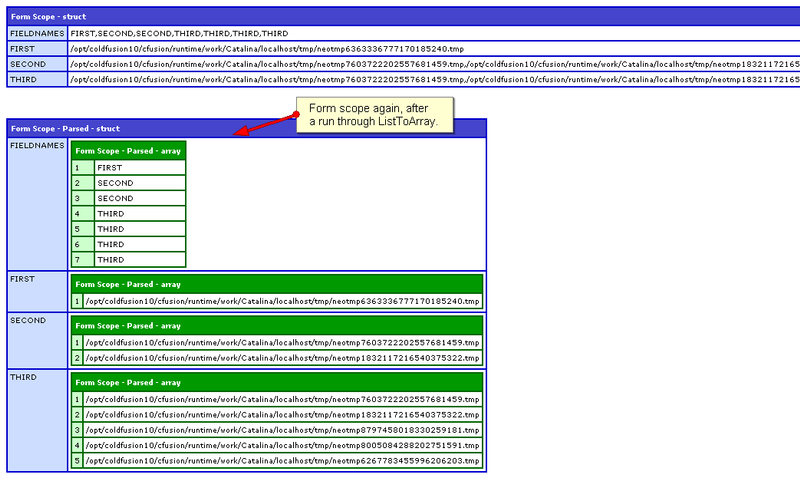 Form Scope - struct
FIELDNAMES FIRST,SECOND,SECOND,THIRD,THIRD,THIRD,THIRD
FIRST /opt/coldfusion10/cfusion/runtime/work/Catalina/localhost/tmp/neotmp6363336777170185240.tmp
SECOND /opt/coldfusion10/cfusion/runtime/work/Catalina/localhost/tmp/neotmp7603722202557681459.tmp,/opt/coldfusion10/cfusion/runtime/work/Catalina/localhost/tmp/neotmp18321172165
THIRD /opt/coldfusion10/cfusion/runtime/work/Catalina/localhost/tmp/neotmp7603722202557681459.tmp,/opt/coldfusion10/cfusion/runtime/work/Catalina/localhost/tmp/neotmp18321172165
Form scope again, after
a run through ListToArray.
Form Scope - Parsed - struct
FIELDNAMES
Form Scope - Parsed - array
1 FIRST
2 SECOND
3 SECOND
4 THIRD
5 THIRD
6 THIRD
7 THIRD
FIRST
Form Scope - Parsed - array
1 /opt/coldfusion10/cfusion/runtime/work/Catalina/localhost/tmp/neotmp6363336777170185240.tmp
SECOND
Form Scope - Parsed - array
1 /opt/coldfusion10/cfusion/runtime/work/Catalina/localhost/tmp/neotmp7603722202557681459.tmp
2 /opt/coldfusion10/cfusion/runtime/work/Catalina/localhost/tmp/neotmp1832117216540375322.tmp
THIRD
Form Scope - Parsed - array
1 /opt/coldfusion10/cfusion/runtime/work/Catalina/localhost/tmp/neotmp7603722202557681459.tmp
2 /opt/coldfusion10/cfusion/runtime/work/Catalina/localhost/tmp/neotmp1832117216540375322.tmp
3 /opt/coldfusion10/cfusion/runtime/work/Catalina/localhost/tmp/neotmp8797458018330259181.tmp
4 /opt/coldfusion10/cfusion/runtime/work/Catalina/localhost/tmp/neotmp8005084288202751591.tmp
5 /opt/coldfusion10/cfusion/runtime/work/Catalina/localhost/tmp/neotmp6267783455996206203.tmp